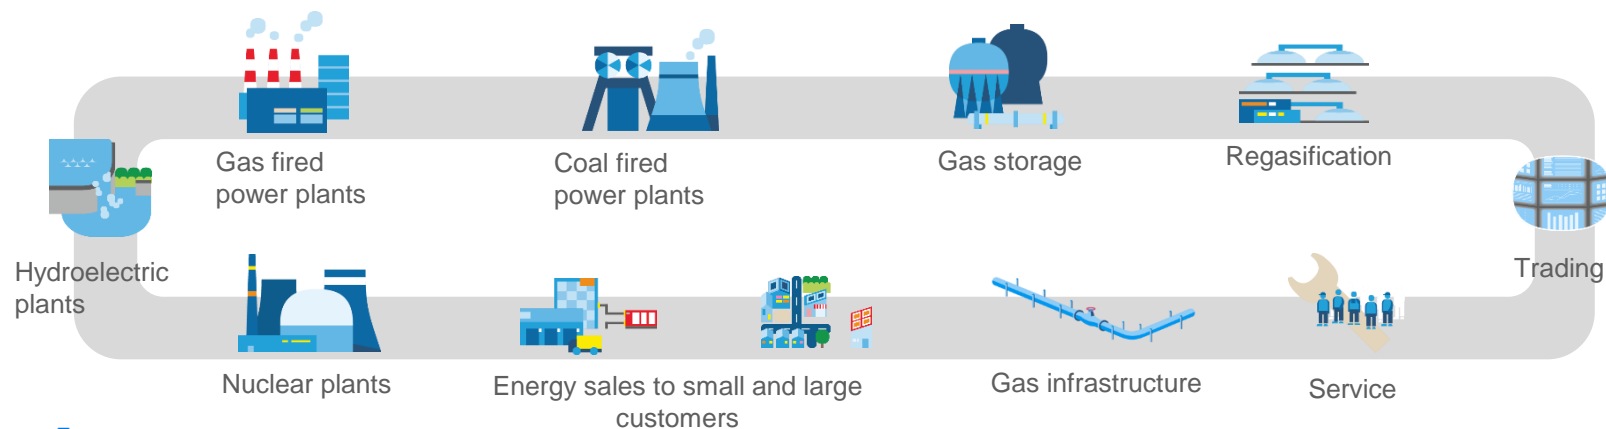 Gas fired
power plants
Coal fired
power plants
Gas storage
Regasification
Hydroelectric
plants
Trading
Nuclear plants
Energy sales to small and large
customers
Gas infrastructure
Service